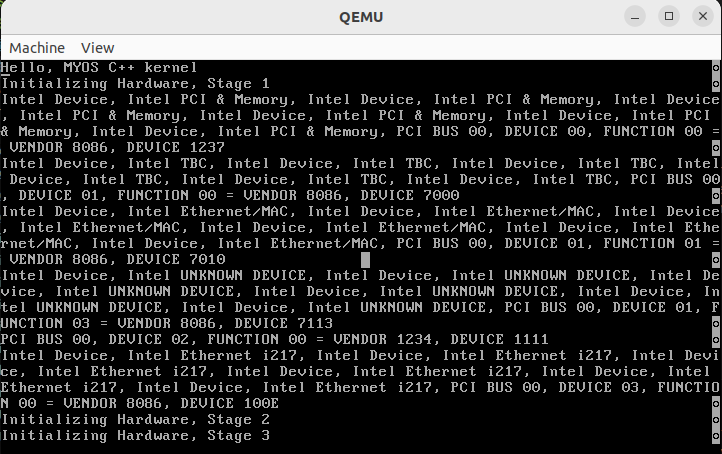 QEMU
Machine View
Hello, MYOS C++ kernel
Initializing Hardware, Stage 1
Intel Device, Intel PCI & Memory, Intel Device, Intel PCI & Memory, Intel Device
, Intel PCI & Memory, Intel Device, Intel PCI & Memory, Intel Device, Intel PCI
& Memory, Intel Device, Intel PCI & Memory, PCI BUS 00, DEVICE 00, FUNCTION 00 =
VENDOR 8086, DEVICE 1237
Intel Device, Intel TBC, Intel Device, Intel TBC, Intel Device, Intel TBC, Intel
Device, Intel TBC, Intel Device, Intel TBC, Intel Device, Intel TBC, PCI BUS 00
, DEVICE 01, FUNCTION 00 = VENDOR 8086, DEVICE 7000
Intel Device, Intel Ethernet/MAC, Intel Device, Intel Ethernet/MAC, Intel Device
, Intel Ethernet/MAC, Intel Device, Intel Ethernet/MAC, Intel Device, Intel Ethe
rnet/MAC, Intel Device, Intel Ethernet/MAC, PCI BUS 00, DEVICE 01, FUNCTION 01 =
VENDOR 8086, DEVICE 7010
Intel Device, Intel UNKNOWN DEVICE, Intel Device, Intel UNKNOWN DEVICE, Intel De
vice, Intel UNKNOWN DEVICE, Intel Device, Intel UNKNOWN DEVICE, Intel Device, In
tel UNKNOWN DEVICE, Intel Device, Intel UNKNOWN DEVICE, PCI BUS 00, DEVICE 01, F
UNCTION 03 = VENDOR 8086, DEVICE 7113
PCI BUS 00, DEVICE 02, FUNCTION 00 = VENDOR 1234, DEVICE 1111
Intel Device, Intel Ethernet i217, Intel Device, Intel Ethernet i217, Intel Devi
ce, Intel Ethernet i217, Intel Device, Intel Ethernet i217, Intel Device, Intel
Ethernet i217, Intel Device, Intel Ethernet i217, PCI BUS 00, DEVICE 03, FUNCTIO
N 00 = VENDOR 8086, DEVICE 100E
Initializing Hardware, Stage 2
Initializing Hardware, Stage 3